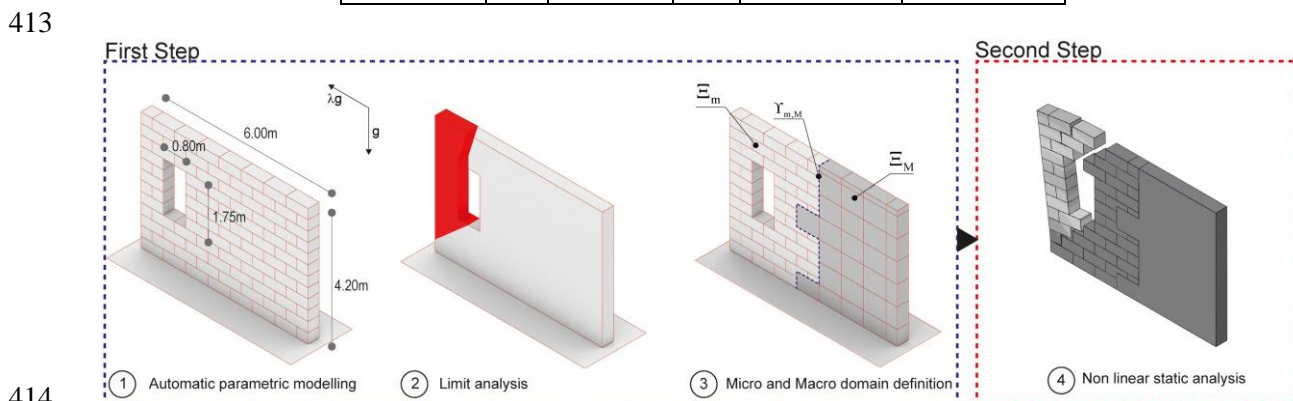 413
First Step
Second Step
λg
g
6.00m
0.80m
1.75m
4.20m
Ξm
ϒm,M
ΞM
1 Automatic parametric modelling
2 Limit analysis
3 Micro and Macro domain definition
4 Non linear static analysis
414